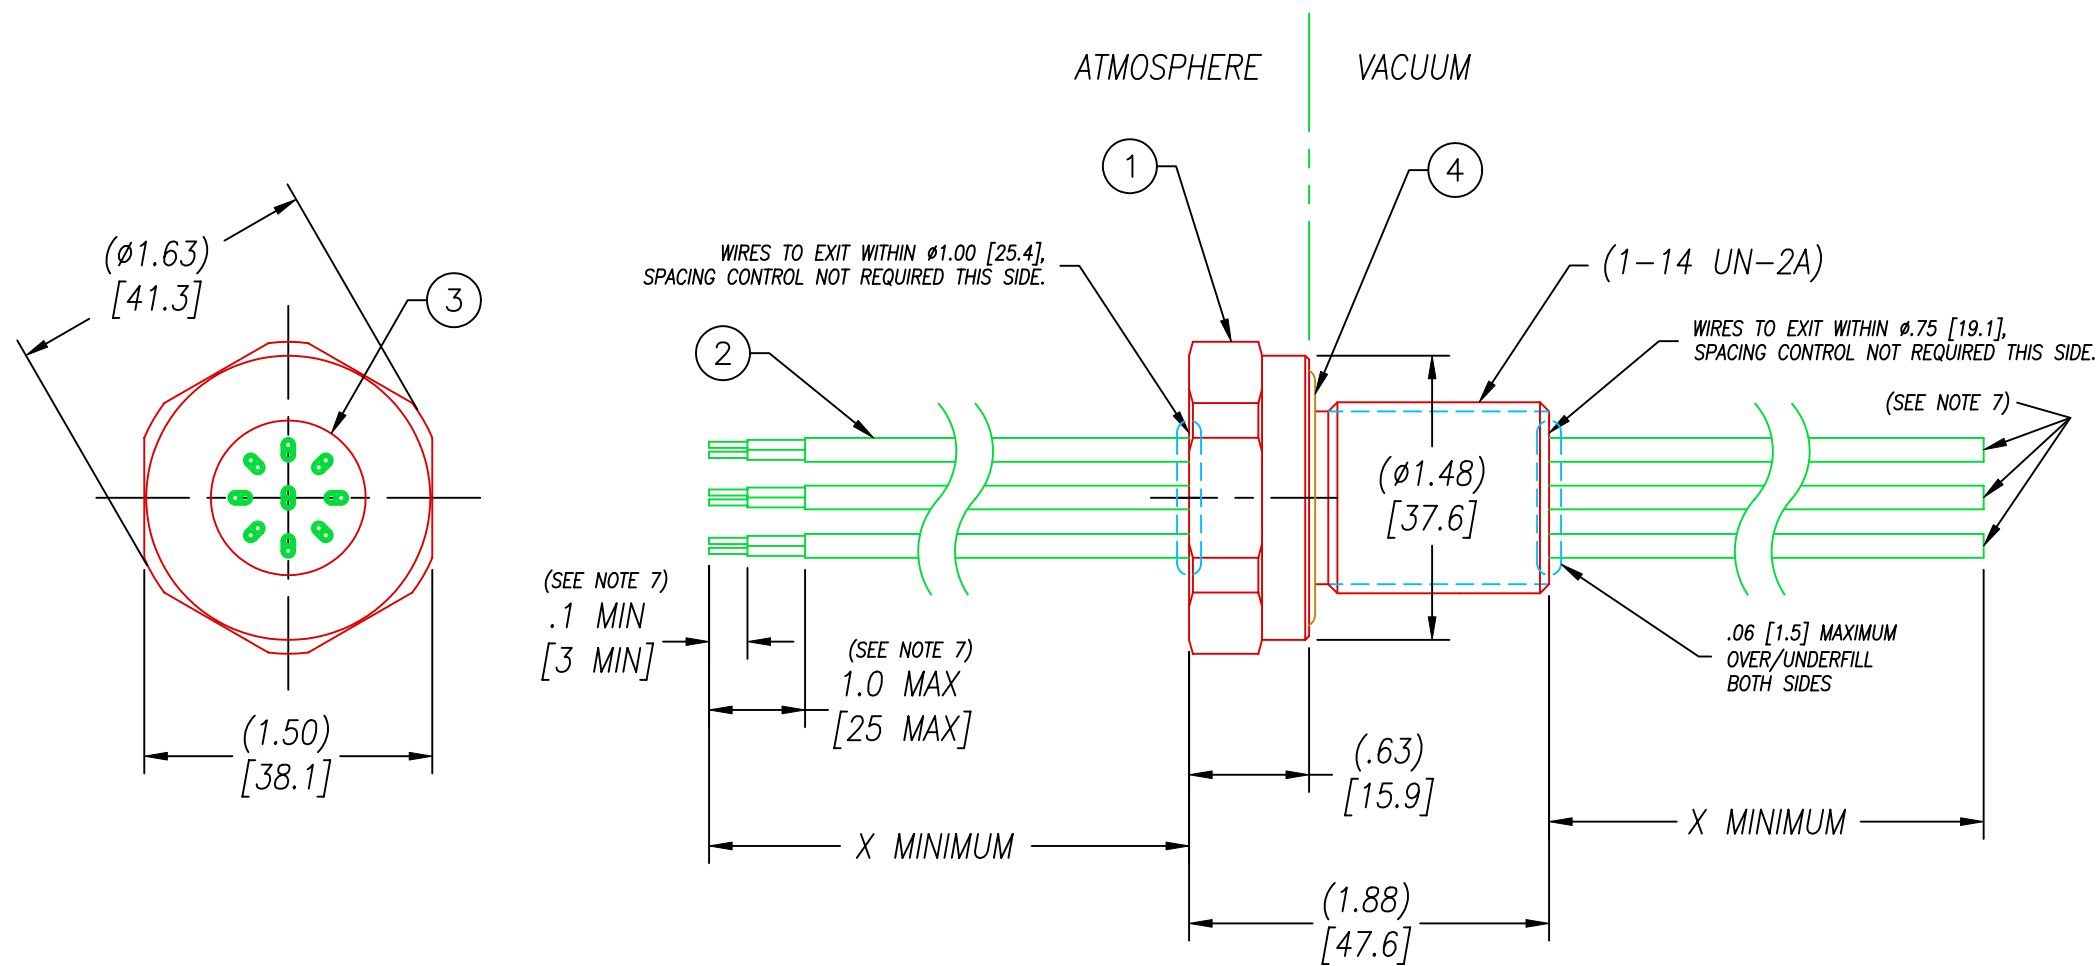 ATMOSPHERE
VACUUM
1
4
(ø1.63)
[41.3]
3
WIRES TO EXIT WITHIN ø1.00 [25.4],
SPACING CONTROL NOT REQUIRED THIS SIDE.
(1-14 UN-2A)
2
WIRES TO EXIT WITHIN ø.75 [19.1],
SPACING CONTROL NOT REQUIRED THIS SIDE.
(SEE NOTE 7)
(ø1.48)
[37.6]
(SEE NOTE 7)
.1 MIN
[3 MIN]
(SEE NOTE 7)
1.0 MAX
[25 MAX]
.06 [1.5] MAXIMUM
OVER/UNDERFILL
BOTH SIDES
(1.50)
[38.1]
(.63)
[15.9]
X MINIMUM
X MINIMUM
(1.88)
[47.6]